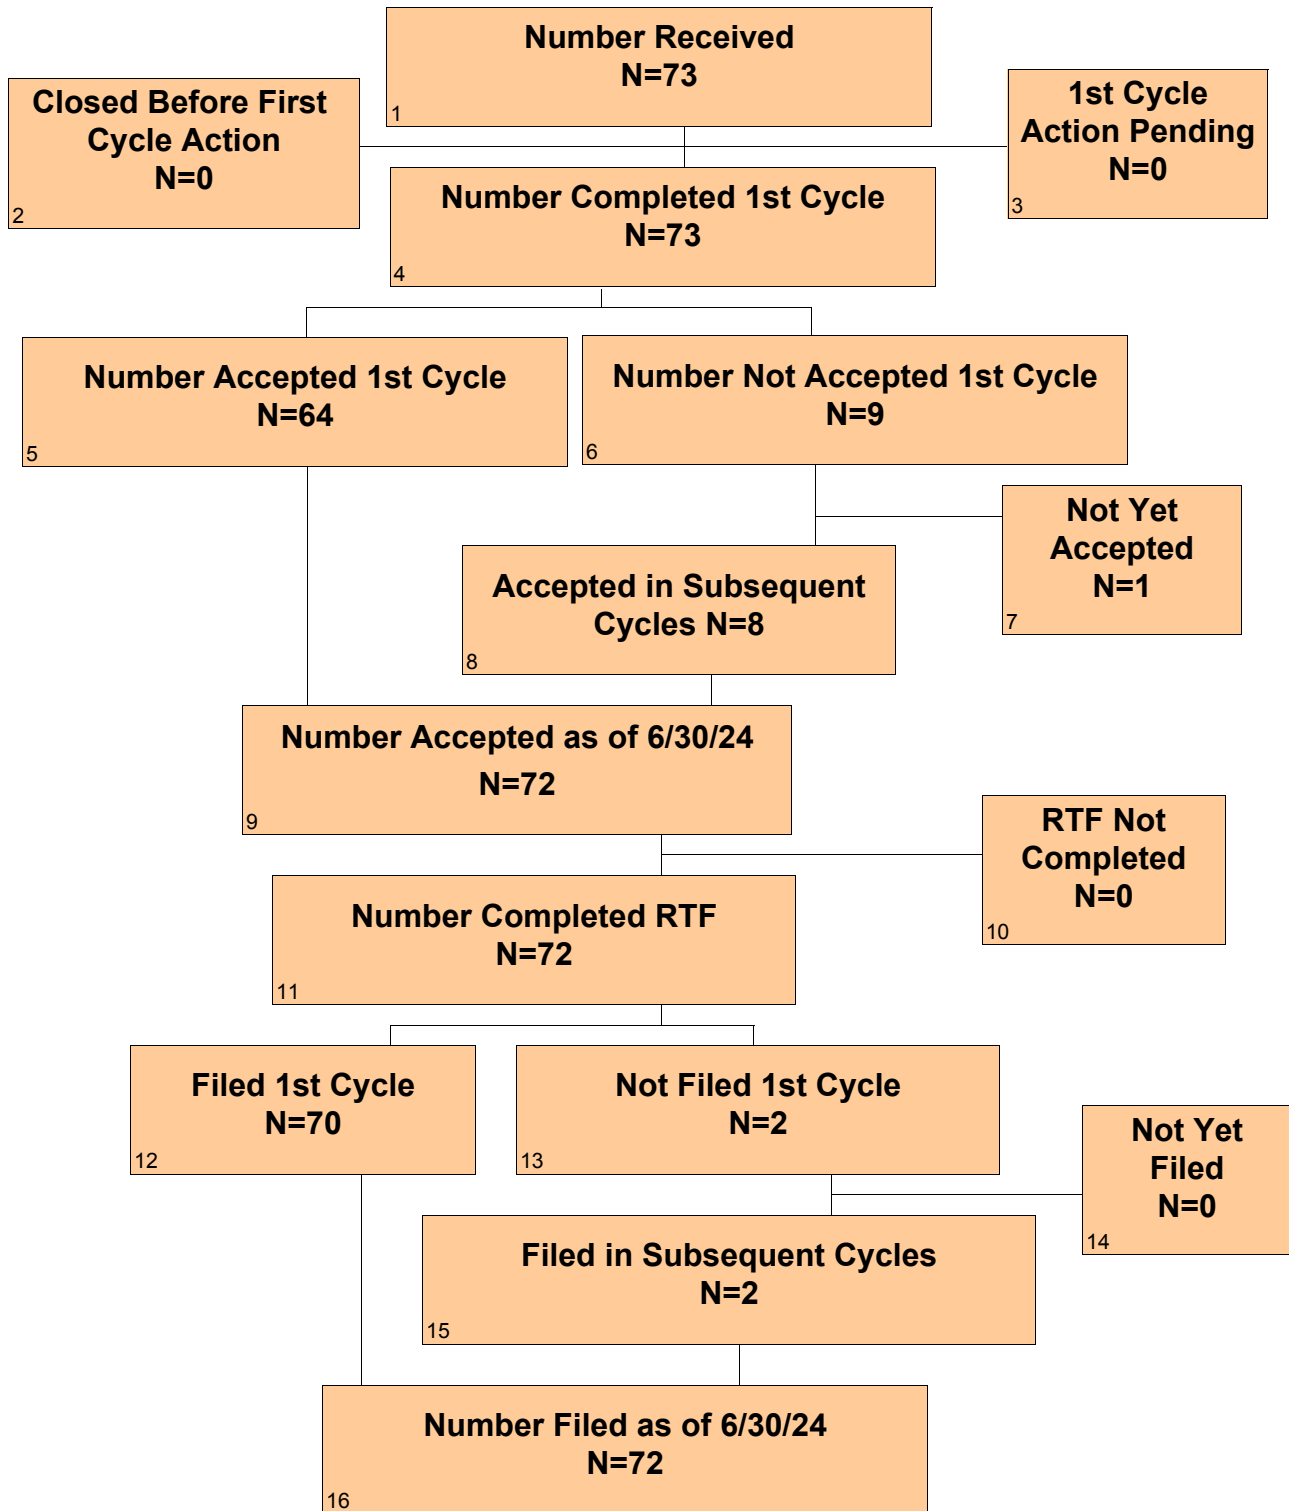 Number Received
N=73
1
Closed Before First
Cycle Action
N=0
2
1st Cycle
Action Pending
N=0
3
Number Completed 1st Cycle
N=73
4
Number Accepted 1st Cycle
N=64
5
Number Not Accepted 1st Cycle
N=9
6
Not Yet
Accepted
N=1
7
Accepted in Subsequent
Cycles N=8
8
Number Accepted as of 6/30/24
N=72
9
RTF Not
Completed
N=0
10
Number Completed RTF
N=72
11
Filed 1st Cycle
N=70
12
Not Filed 1st Cycle
N=2
13
Not Yet
Filed
N=0
14
Filed in Subsequent Cycles
N=2
15
Number Filed as of 6/30/24
N=72
16